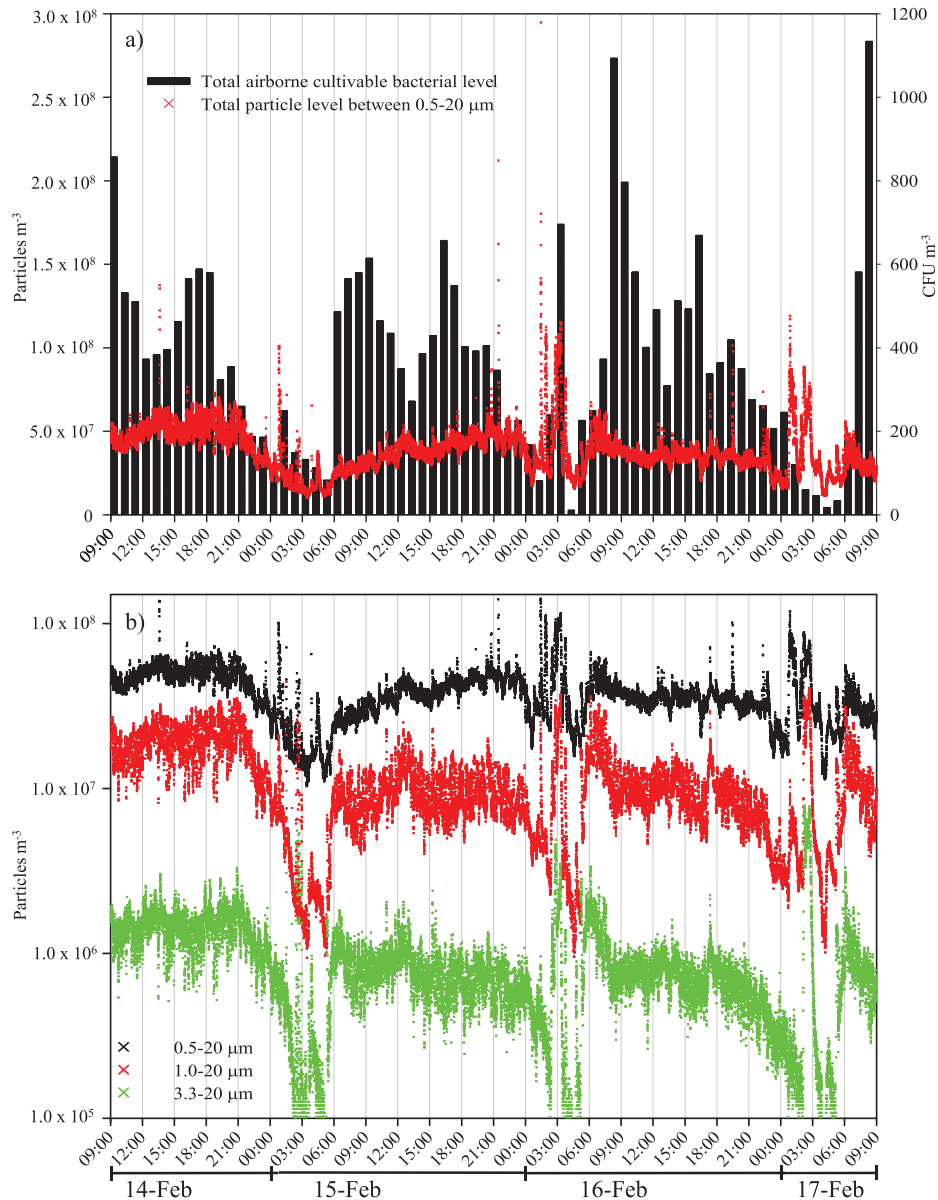 a)
3.0 x 10⁸
2.5 x 10⁸
2.0 x 10⁸
1.5 x 10⁸
1.0 x 10⁸
5.0 x 10⁷
0
Particles m⁻³
1200
1000
800
600
400
200
0
CFU m⁻³
Total airborne cultivable bacterial level
Total particle level between 0.5-20 μm
09:00 12:00 15:00 18:00 21:00 00:00 03:00 06:00 09:00 12:00 15:00 18:00 21:00 00:00 03:00 06:00 09:00 12:00 15:00 18:00 21:00 00:00 03:00 06:00 09:00
b)
1.0 x 10⁸
1.0 x 10⁷
1.0 x 10⁶
1.0 x 10⁵
Particles m⁻³
0.5-20 μm
1.0-20 μm
3.3-20 μm
09:00 12:00 15:00 18:00 21:00 00:00 03:00 06:00 09:00 12:00 15:00 18:00 21:00 00:00 03:00 06:00 09:00 12:00 15:00 18:00 21:00 00:00 03:00 06:00 09:00
14-Feb 15-Feb 16-Feb 17-Feb